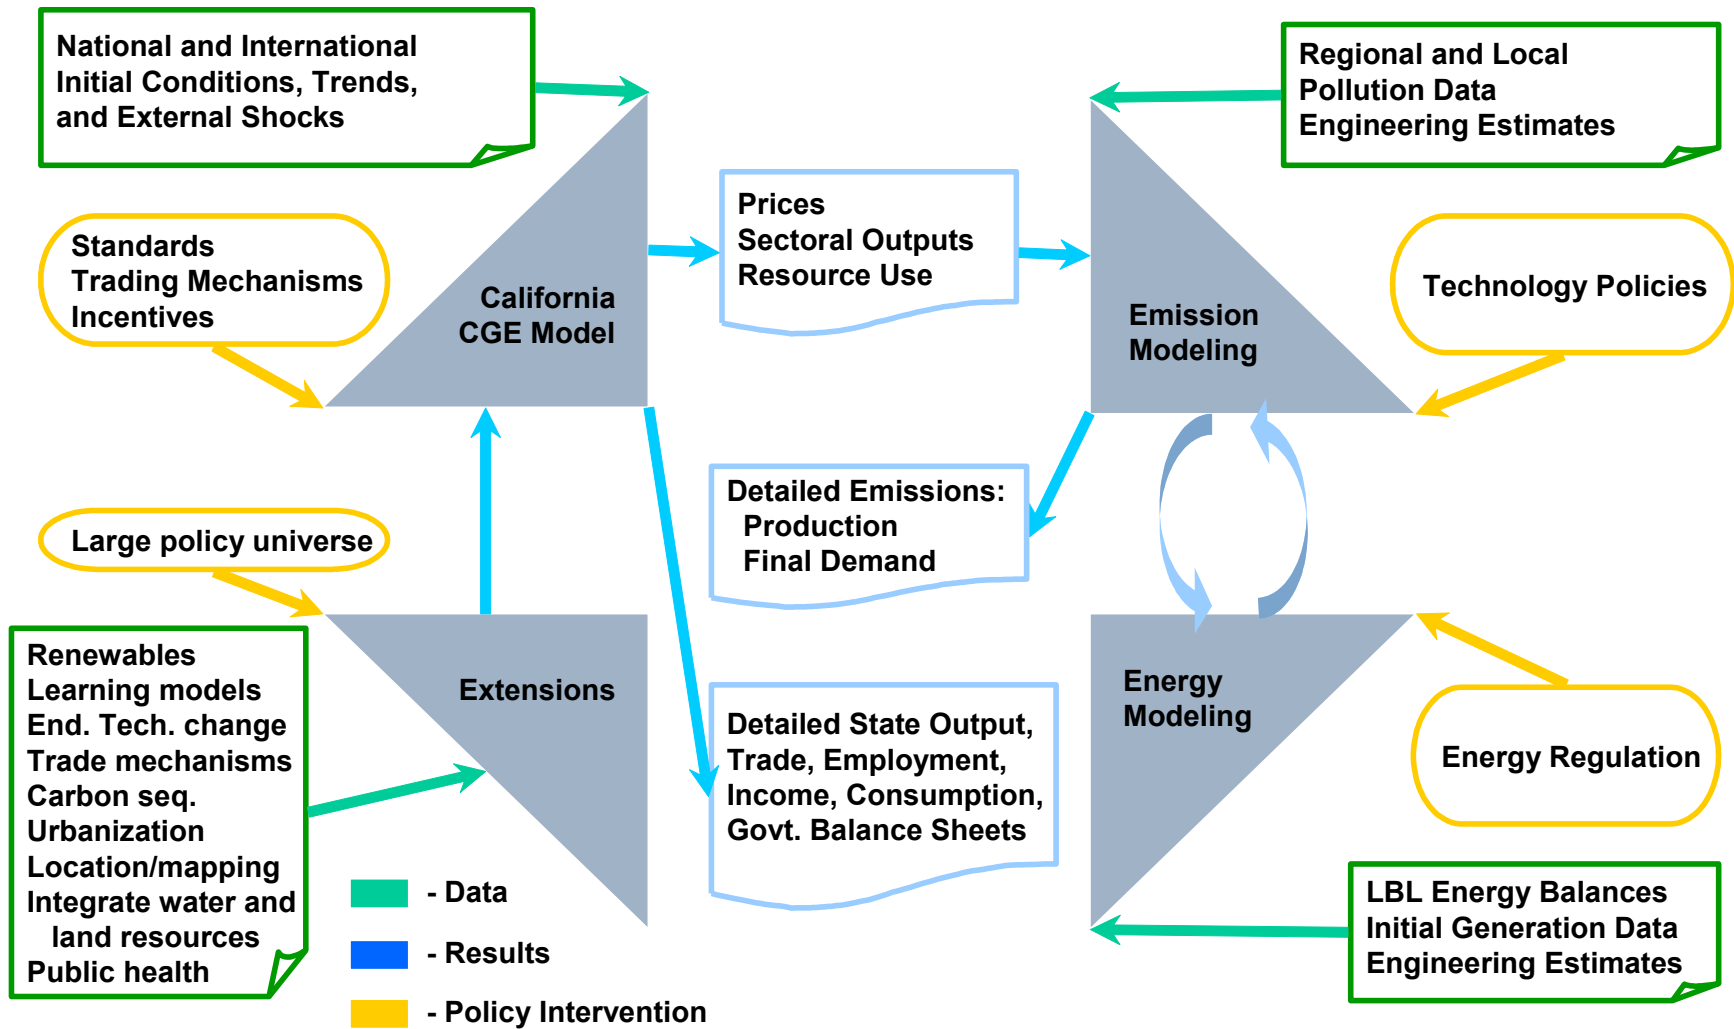 National and International
Initial Conditions, Trends,
and External Shocks
Regional and Local
Pollution Data
Engineering Estimates
Standards
Trading Mechanisms
Incentives
California
CGE Model
Prices
Sectoral Outputs
Resource Use
Emission
Modeling
Technology Policies
Large policy universe
Detailed Emissions:
Production
Final Demand
Renewables
Learning models
End. Tech. change
Trade mechanisms
Carbon seq.
Urbanization
Location/mapping
Integrate water and
land resources
Public health
Extensions
Detailed State Output,
Trade, Employment,
Income, Consumption,
Govt. Balance Sheets
Energy
Modeling
Energy Regulation
LBL Energy Balances
Initial Generation Data
Engineering Estimates
- Data
- Results
- Policy Intervention